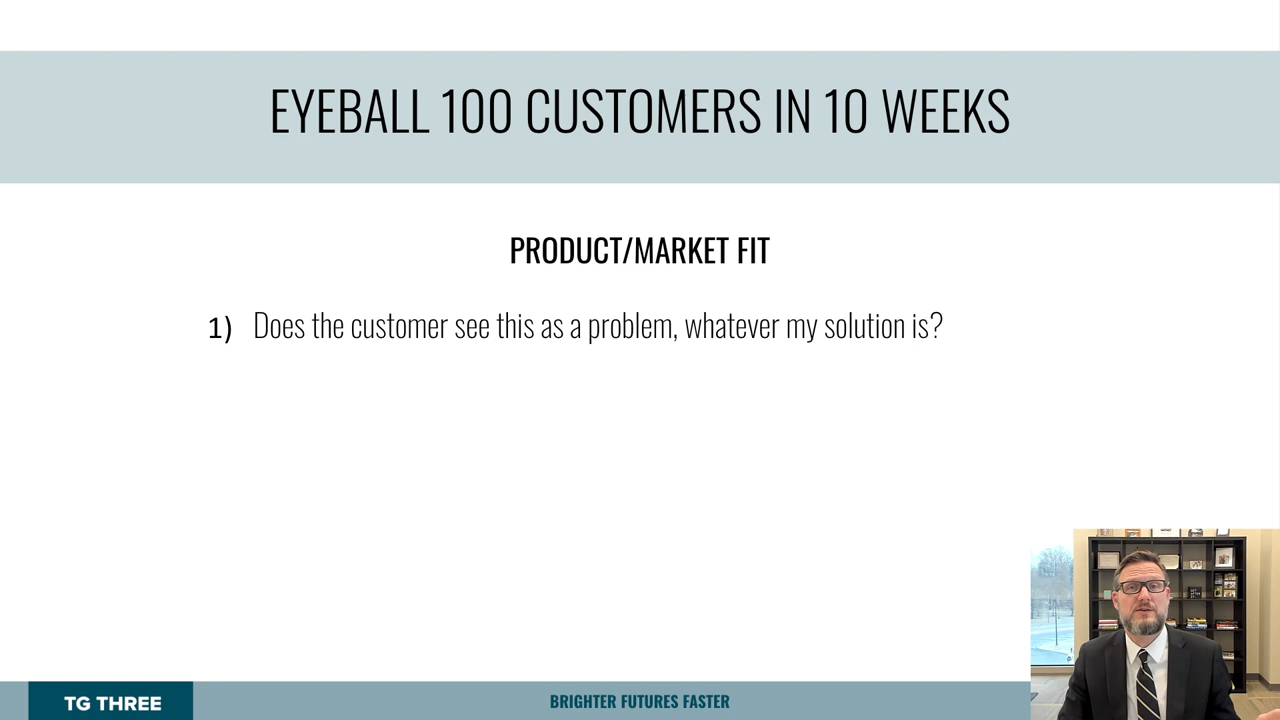 EYEBALL 100 CUSTOMERS IN 10 WEEKS
PRODUCT/MARKET FIT
1) Does the customer see this as a problem, whatever my solution is?
TG THREE
BRIGHTER FUTURES FASTER